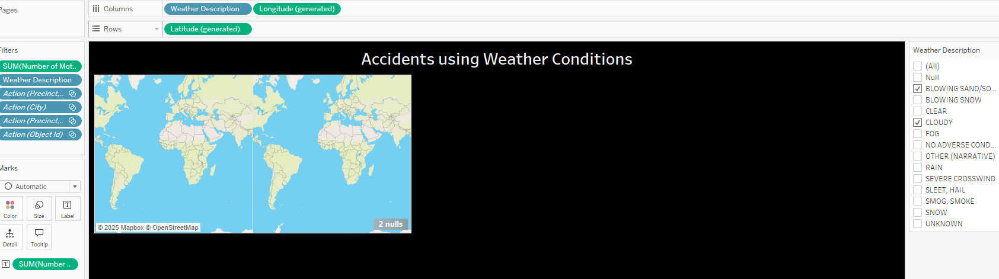 Pages
Columns
Weather Description
Longitude (generated)
Rows
Latitude (generated)
Filters
SUM(Number of Mot..
Weather Description
Action (Precinct,...
Action (City)
Action (Precinct,...
Action (Object Id)
Marks
Automatic
Color
Size
Label
Detail
Tooltip
SUM(Number ..
Accidents using Weather Conditions
© 2025 Mapbox © OpenStreetMap
2 nulls
Weather Description
(All)
Null
BLOWING SAND/SO...
BLOWING SNOW
CLEAR
CLOUDY
FOG
NO ADVERSE COND...
OTHER (NARRATIVE)
RAIN
SEVERE CROSSWIND
SLEET, HAIL
SMOG, SMOKE
SNOW
UNKNOWN